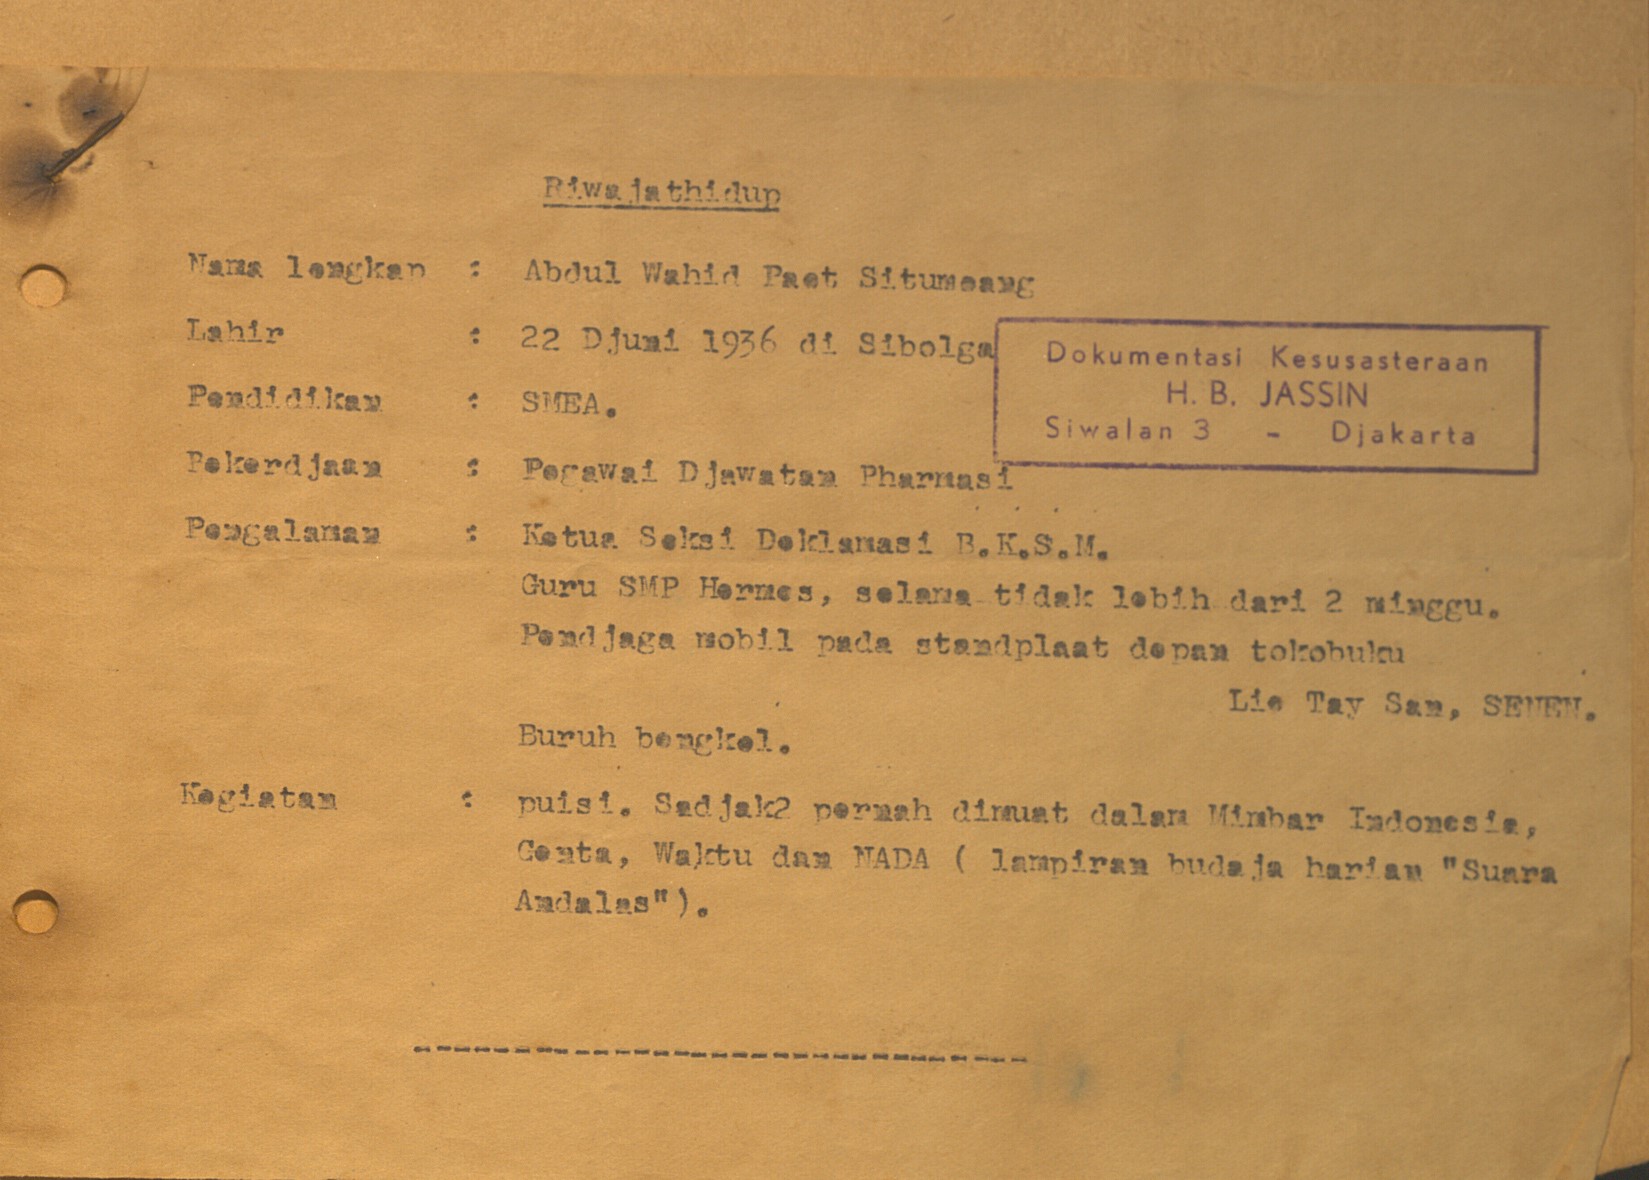 Riwajathidup
Nama lengkap : Abdul Wahid Paet Situmeang
Lahir : 22 Djuni 1936 di Sibolga
Dokumentasi Kesusasteraan
H. B. JASSIN
Siwalan 3 - Djakarta
Pendidikan : SMEA.
Pekerdjaan : Pegawai Djawatan Pharmasi
Pengalaman : Ketua Seksi Deklamasi B.K.S.M.
Guru SMP Hermes, selama tidak lebih dari 2 minggu.
Pendjaga mobil pada standplaat depan tokobuku
Lie Tay San, SENEN.
Buruh bengkel.
Kegiatan : puisi. Sadjak2 pernah dimuat dalam Mimbar Indonesia,
Genta, Waktu dan NADA ( lampiran budaja harian "Suara
Andalas").